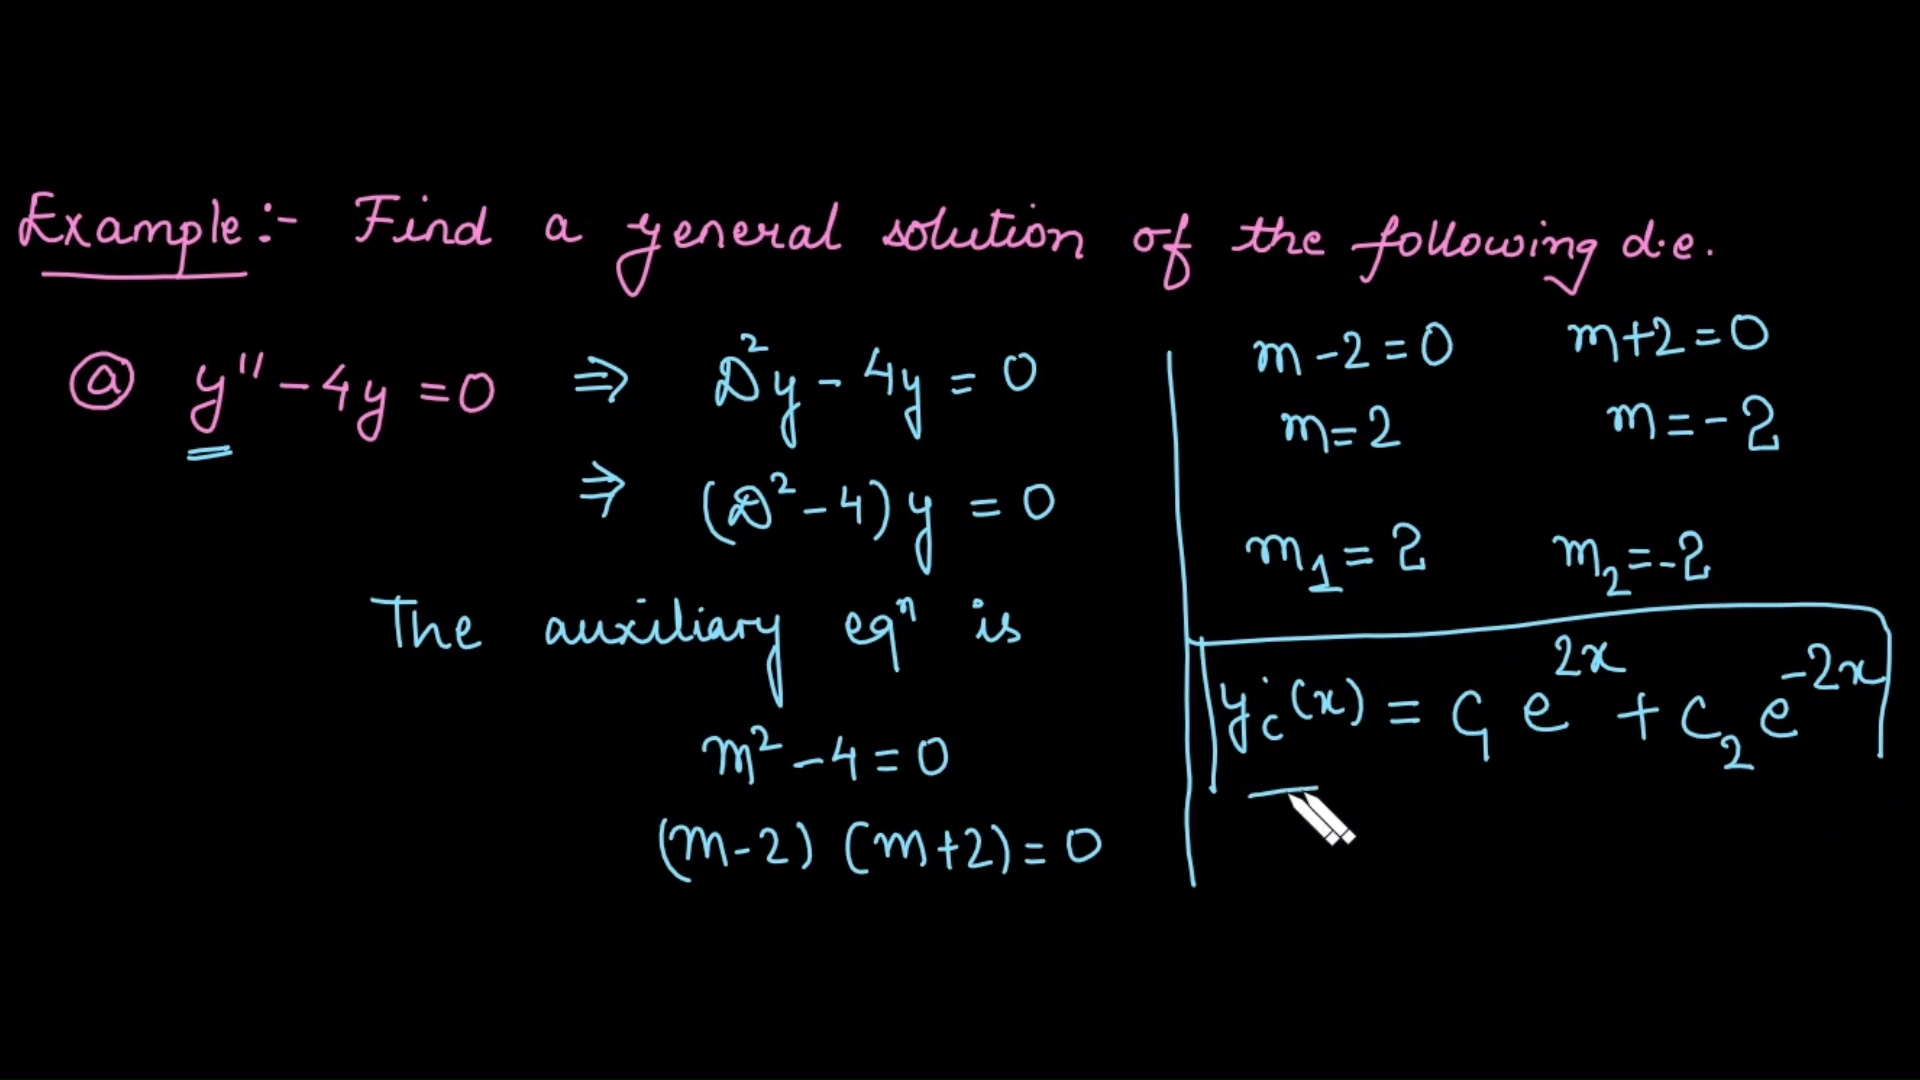 Example:- Find a general solution of the following d.e.
ⓐ y'' - 4y = 0 ⇒ D²y - 4y = 0
⇒ (D² - 4) y = 0
The auxiliary eqⁿ is
m² - 4 = 0
(m-2) (m+2) = 0
m - 2 = 0 m + 2 = 0
m = 2 m = - 2
m₁ = 2 m₂ = -2
y_c(x) = C₁ e^{2x} + C₂ e^{-2x}